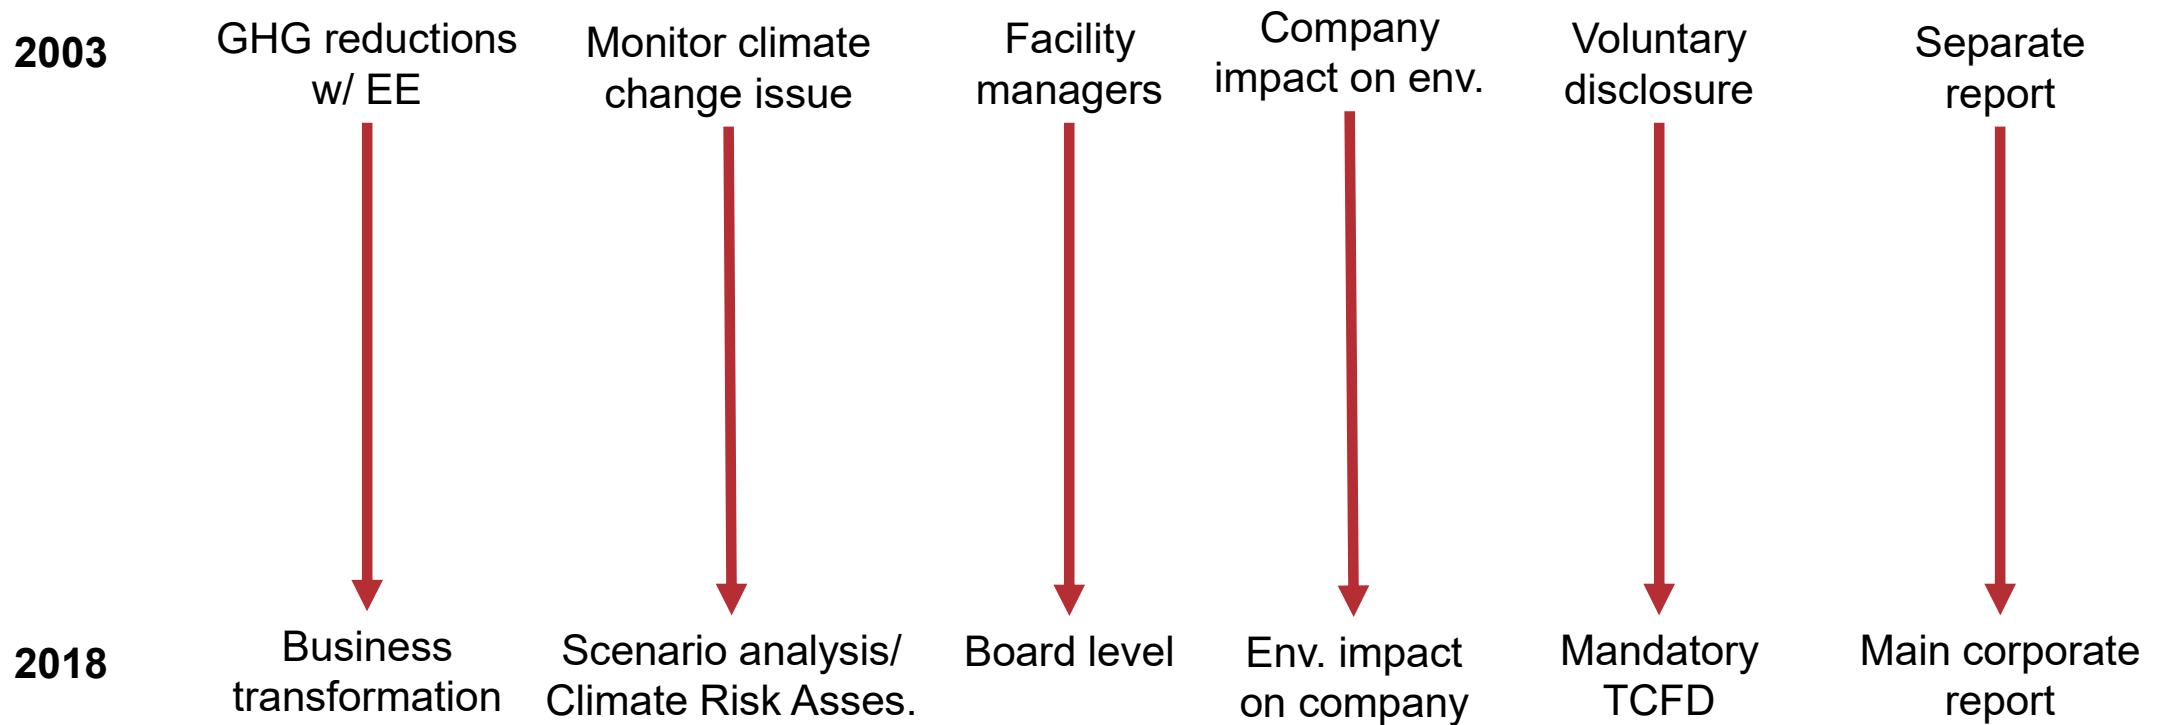 2003
GHG reductions
w/ EE
Monitor climate
change issue
Facility
managers
Company
impact on env.
Voluntary
disclosure
Separate
report
2018
Business
transformation
Scenario analysis/
Climate Risk Asses.
Board level
Env. impact
on company
Mandatory
TCFD
Main corporate
report